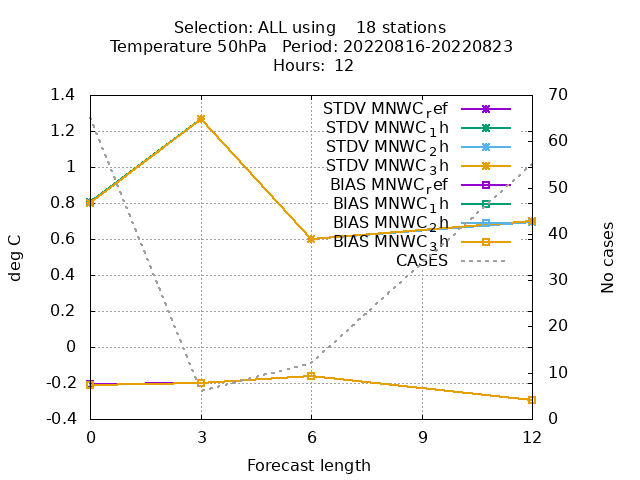 Selection: ALL using    18 stations
Temperature 50hPa   Period: 20220816-20220823
Hours: 12
1.4
1.2
1
0.8
0.6
0.4
0.2
0
-0.2
-0.4
deg C
70
60
50
40
30
20
10
0
No cases
STDV MNWC_ref
STDV MNWC_1h
STDV MNWC_2h
STDV MNWC_3h
BIAS MNWC_ref
BIAS MNWC_1h
BIAS MNWC_2h
BIAS MNWC_3h
CASES
0
3
6
9
12
Forecast length